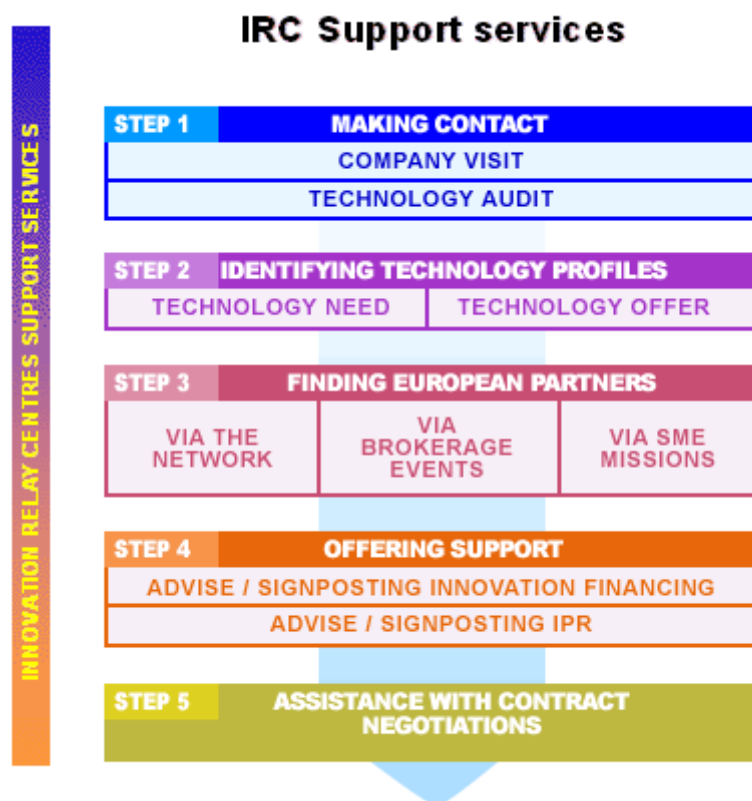 IRC Support services
INNOVATION RELAY CENTRES SUPPORT SERVICES
STEP 1 MAKING CONTACT
COMPANY VISIT
TECHNOLOGY AUDIT
STEP 2 IDENTIFYING TECHNOLOGY PROFILES
TECHNOLOGY NEED TECHNOLOGY OFFER
STEP 3 FINDING EUROPEAN PARTNERS
VIA THE
NETWORK
VIA
BROKERAGE
EVENTS
VIA SME
MISSIONS
STEP 4 OFFERING SUPPORT
ADVISE / SIGNPOSTING INNOVATION FINANCING
ADVISE / SIGNPOSTING IPR
STEP 5 ASSISTANCE WITH CONTRACT
NEGOTIATIONS